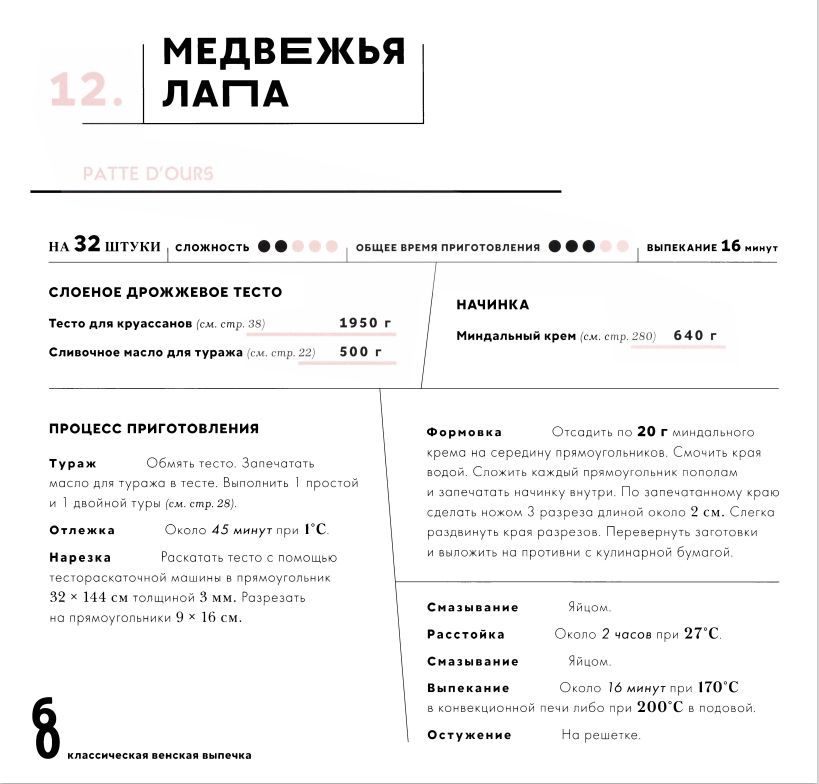 12.
МЕДВЕЖЬЯ
ЛАПА
PATTE D'OURS
НА 32 ШТУКИ СЛОЖНОСТЬ ОБЩЕЕ ВРЕМЯ ПРИГОТОВЛЕНИЯ ВЫПЕКАНИЕ 16 минут
СЛОЕНОЕ ДРОЖЖЕВОЕ ТЕСТО
Тесто для круассанов (см. стр. 38) 1950 г
Сливочное масло для туража (см. стр. 22) 500 г
НАЧИНКА
Миндальный крем (см. стр. 280) 640 г
ПРОЦЕСС ПРИГОТОВЛЕНИЯ
Тураж Обмять тесто. Запечатать
масло для туража в тесте. Выполнить 1 простой
и 1 двойной туры (см. стр. 28).
Отлежка Около 45 минут при 1°C.
Нарезка Раскатать тесто с помощью
тестораскаточной машины в прямоугольник
32 × 144 см толщиной 3 мм. Разрезать
на прямоугольники 9 × 16 см.
Формовка Отсадить по 20 г миндального
крема на середину прямоугольников. Смочить края
водой. Сложить каждый прямоугольник пополам
и запечатать начинку внутри. По запечатанному краю
сделать ножом 3 разреза длиной около 2 см. Слегка
раздвинуть края разрезов. Перевернуть заготовки
и выложить на противни с кулинарной бумагой.
Смазывание Яйцом.
Расстойка Около 2 часов при 27°C.
Смазывание Яйцом.
Выпекание Около 16 минут при 170°C
в конвекционной печи либо при 200°C в подовой.
Остужение На решетке.
60 классическая венская выпечка